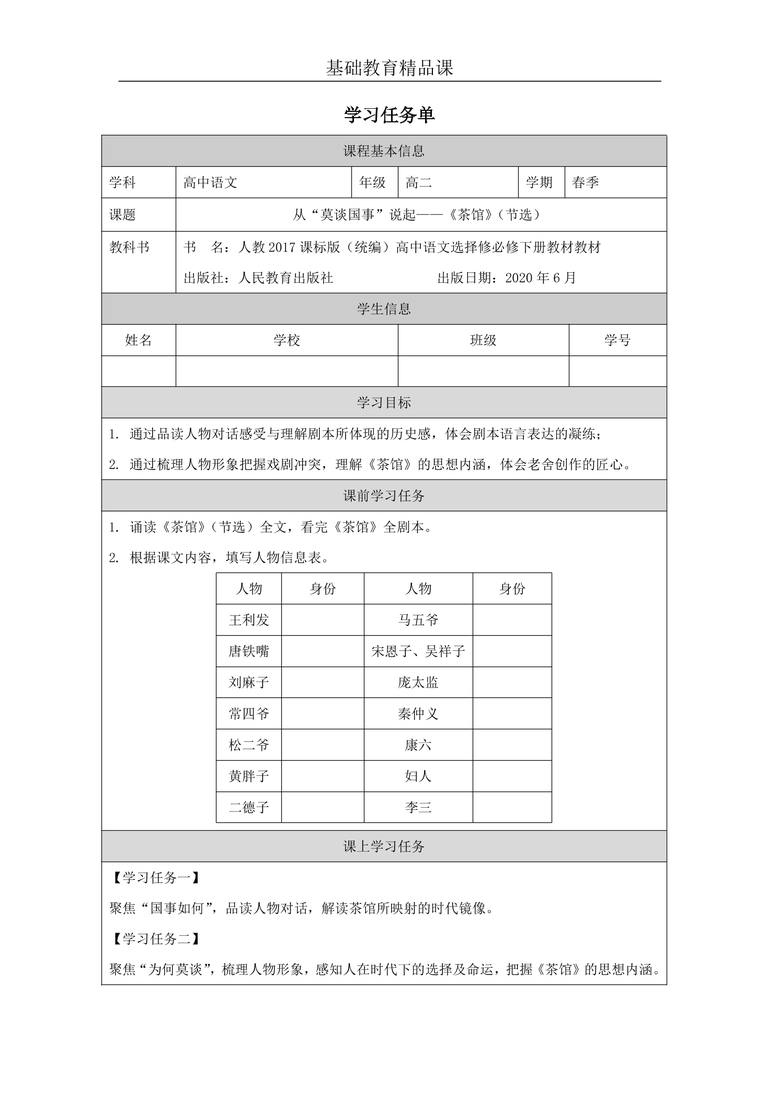 基础教育精品课
学习任务单
课程基本信息
学科 高中语文 年级 高二 学期 春季
课题 从“莫谈国事”说起——《茶馆》（节选）
教科书 书 名：人教2017课标版（统编）高中语文选择修必修下册教材教材
出版社：人民教育出版社 出版日期：2020年6月
学生信息
姓名 学校 班级 学号
学习目标
1. 通过品读人物对话感受与理解剧本所体现的历史感，体会剧本语言表达的凝练；
2. 通过梳理人物形象把握戏剧冲突，理解《茶馆》的思想内涵，体会老舍创作的匠心。
课前学习任务
1. 诵读《茶馆》（节选）全文，看完《茶馆》全剧本。
2. 根据课文内容，填写人物信息表。
人物 身份 人物 身份
王利发 马五爷
唐铁嘴 宋恩子、吴祥子
刘麻子 庞太监
常四爷 秦仲义
松二爷 康六
黄胖子 妇人
二德子 李三
课上学习任务
【学习任务一】
聚焦“国事如何”，品读人物对话，解读茶馆所映射的时代镜像。
【学习任务二】
聚焦“为何莫谈”，梳理人物形象，感知人在时代下的选择及命运，把握《茶馆》的思想内涵。